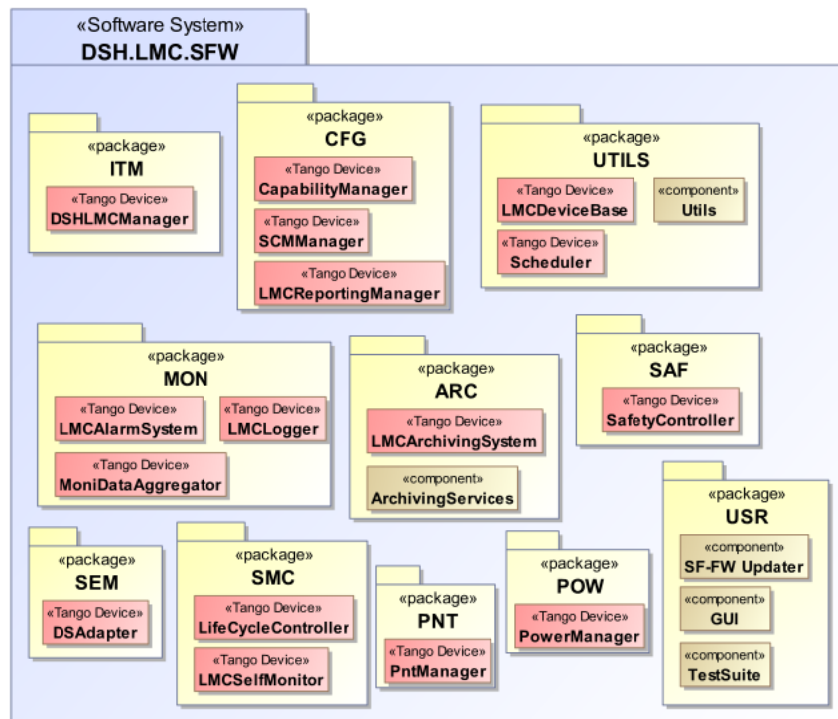 «Software System»
DSH.LMC.SFW
«package»
ITM
«Tango Device»
DSHLMCManager
«package»
CFG
«Tango Device»
CapabilityManager
«Tango Device»
SCMManager
«Tango Device»
LMCReportingManager
«package»
UTILS
«Tango Device»
LMCDeviceBase
«component»
Utils
«Tango Device»
Scheduler
«package»
MON
«Tango Device»
LMCAlarmSystem
«Tango Device»
LMCLogger
«Tango Device»
MoniDataAggregator
«package»
ARC
«Tango Device»
LMCArchivingSystem
«component»
ArchivingServices
«package»
SAF
«Tango Device»
SafetyController
«package»
SEM
«Tango Device»
DSAdapter
«package»
SMC
«Tango Device»
LifeCycleController
«Tango Device»
LMCSelfMonitor
«package»
PNT
«Tango Device»
PntManager
«package»
POW
«Tango Device»
PowerManager
«package»
USR
«component»
SF-FW Updater
«component»
GUI
«component»
TestSuite